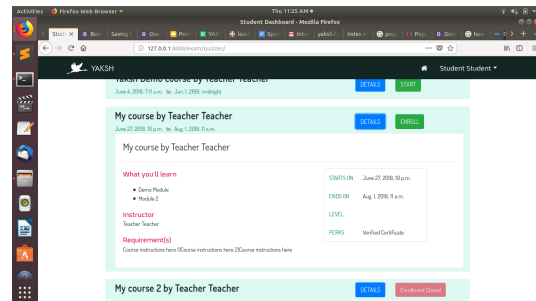 Activities Firefox Web Browser ▾ Thu 11:25 AM
Student Dashboard - Mozilla Firefox
127.0.0.1:8000/exam/quizzes/
YAKSH Student Student
Yaksh Demo course by Teacher Teacher
June 4, 2018, 7:11 a.m. to Jan. 1, 2199, midnight
DETAILS START
My course by Teacher Teacher
June 27, 2018, 10 p.m. to Aug. 1, 2018, 11 a.m.
DETAILS ENROLL
My course by Teacher Teacher
What you'll learn
Demo Module
Module 2
Instructor
Teacher Teacher
Requirement(s)
Course instructions here 1)Course instructions here 2)Course instructions here
STARTS ON June 27, 2018, 10 p.m.
ENDS ON Aug. 1, 2018, 11 a.m.
LEVEL
PERKS Verified Certificate
My course 2 by Teacher Teacher
DETAILS Enrollment Closed